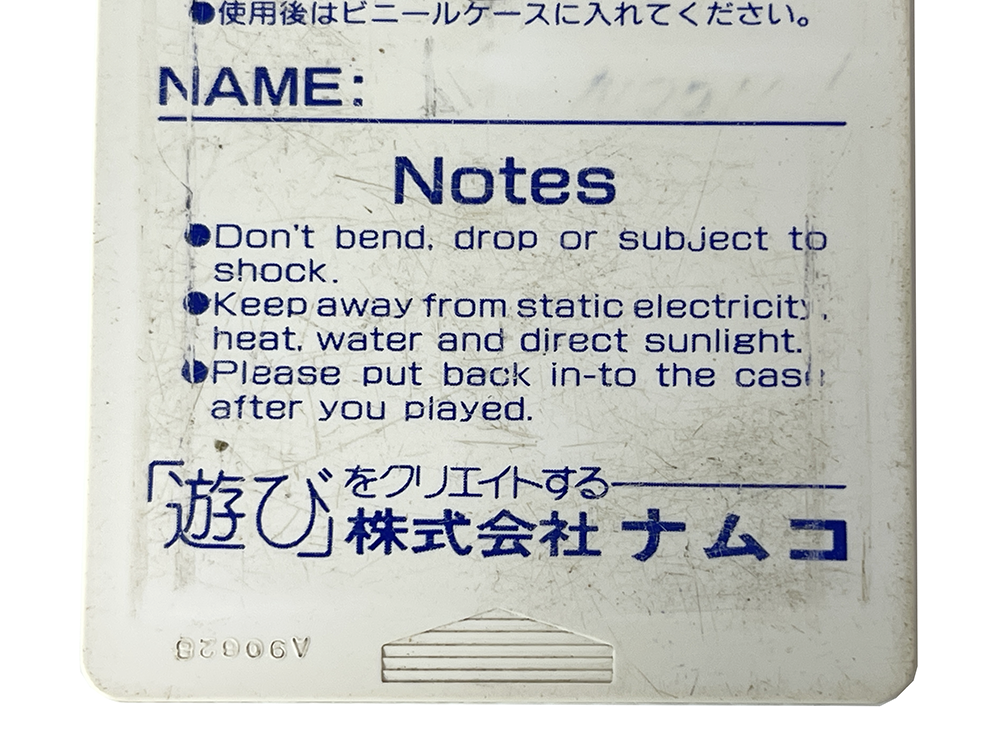 ●使用後はビニールケースに入れてください。
NAME:
Notes
●Don't bend, drop or subject to
shock.
●Keep away from static electricity,
heat, water and direct sunlight.
●Please put back in-to the case
after you played.
「遊び」をクリエイトする
株式会社 ナムコ